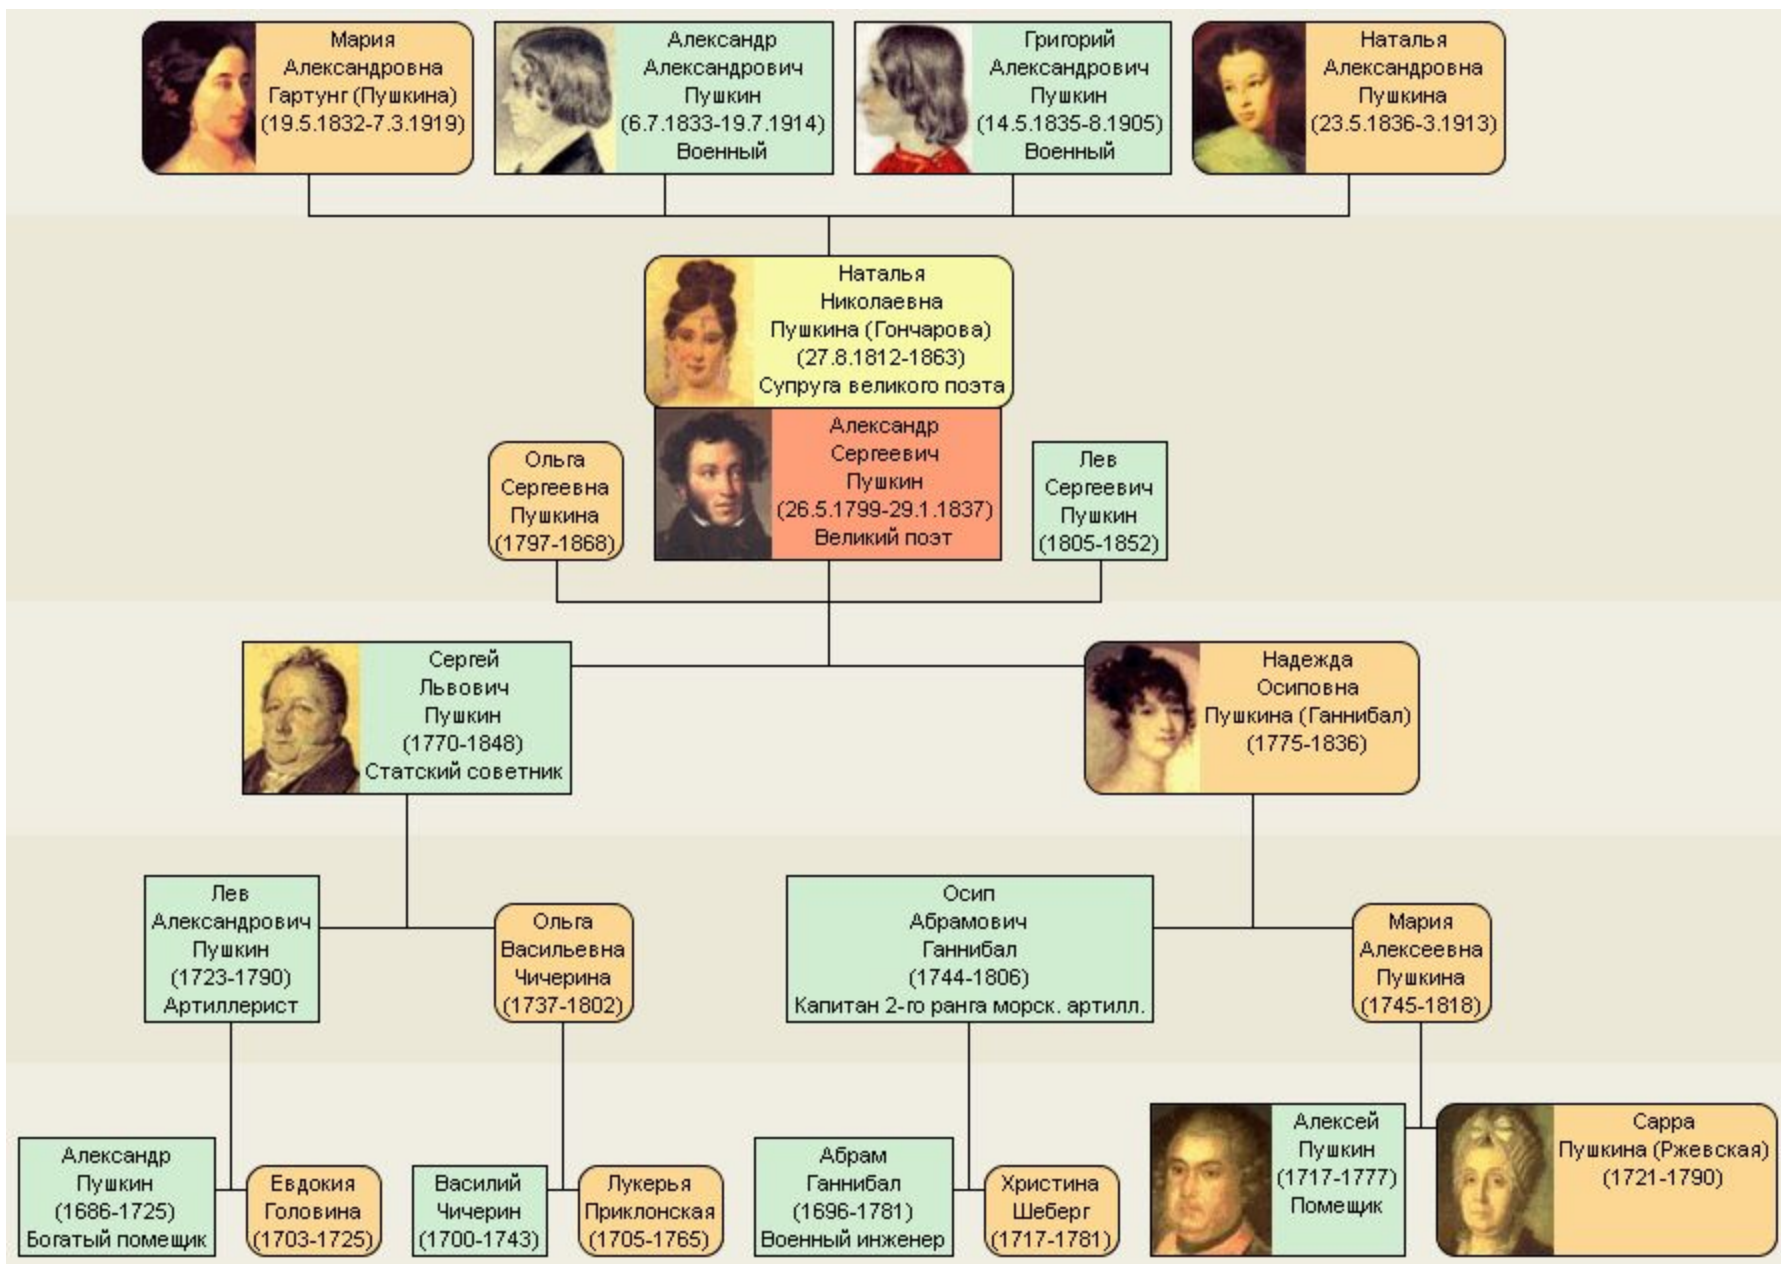 Мария
Александровна
Гартунг (Пушкина)
(19.5.1832-7.3.1919)
Александр
Александрович
Пушкин
(6.7.1833-19.7.1914)
Военный
Григорий
Александрович
Пушкин
(14.5.1835-8.1905)
Военный
Наталья
Александровна
Пушкина
(23.5.1836-3.1913)
Наталья
Николаевна
Пушкина (Гончарова)
(27.8.1812-1863)
Супруга великого поэта
Ольга
Сергеевна
Пушкина
(1797-1868)
Александр
Сергеевич
Пушкин
(26.5.1799-29.1.1837)
Великий поэт
Лев
Сергеевич
Пушкин
(1805-1852)
Сергей
Львович
Пушкин
(1770-1848)
Статский советник
Надежда
Осиповна
Пушкина (Ганнибал)
(1775-1836)
Лев
Александрович
Пушкин
(1723-1790)
Артиллерист
Ольга
Васильевна
Чичерина
(1737-1802)
Осип
Абрамович
Ганнибал
(1744-1806)
Капитан 2-го ранга морск. артилл.
Мария
Алексеевна
Пушкина
(1745-1818)
Александр
Пушкин
(1686-1725)
Богатый помещик
Евдокия
Головина
(1703-1725)
Василий
Чичерин
(1700-1743)
Лукерья
Приклонская
(1705-1765)
Абрам
Ганнибал
(1696-1781)
Военный инженер
Христина
Шеберг
(1717-1781)
Алексей
Пушкин
(1717-1777)
Помещик
Сарра
Пушкина (Ржевская)
(1721-1790)